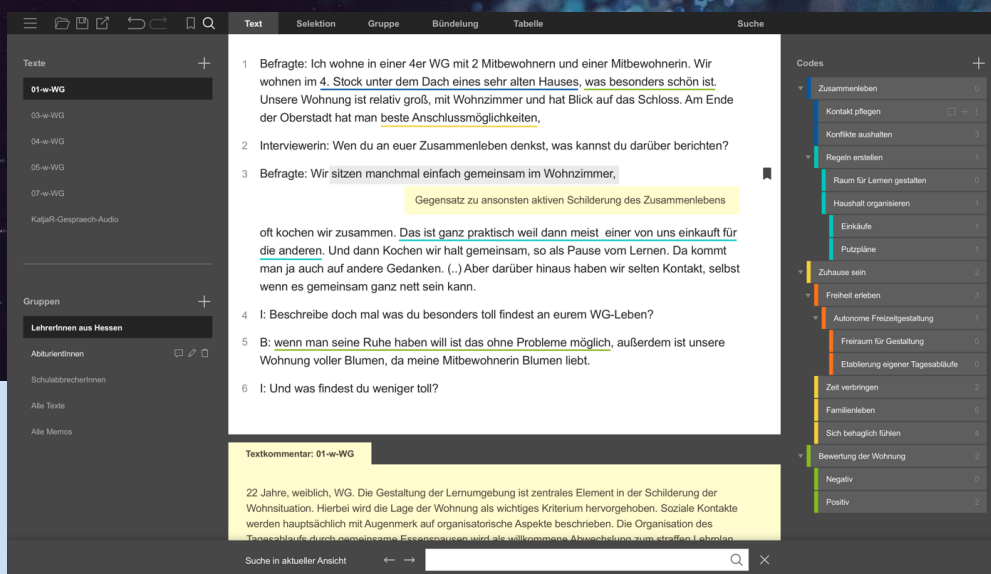 Text Selektion Gruppe Bündelung Tabelle Suche
Texte
01-w-WG
03-w-WG
04-w-WG
05-w-WG
07-w-WG
KatjaR-Gespraech-Audio
Gruppen
LehrerInnen aus Hessen
AbiturientInnen
SchulabbrecherInnen
Alle Texte
Alle Memos
1 Befragte: Ich wohne in einer 4er WG mit 2 Mitbewohnern und einer Mitbewohnerin. Wir
wohnen im 4. Stock unter dem Dach eines sehr alten Hauses, was besonders schön ist.
Unsere Wohnung ist relativ groß, mit Wohnzimmer und hat Blick auf das Schloss. Am Ende
der Oberstadt hat man beste Anschlussmöglichkeiten,
2 Interviewerin: Wen du an euer Zusammenleben denkst, was kannst du darüber berichten?
3 Befragte: Wir sitzen manchmal einfach gemeinsam im Wohnzimmer,
Gegensatz zu ansonsten aktiven Schilderung des Zusammenlebens
oft kochen wir zusammen. Das ist ganz praktisch weil dann meist einer von uns einkauft für
die anderen. Und dann Kochen wir halt gemeinsam, so als Pause vom Lernen. Da kommt
man ja auch auf andere Gedanken. (..) Aber darüber hinaus haben wir selten Kontakt, selbst
wenn es gemeinsam ganz nett sein kann.
4 I: Beschreibe doch mal was du besonders toll findest an eurem WG-Leben?
5 B: wenn man seine Ruhe haben will ist das ohne Probleme möglich, außerdem ist unsere
Wohnung voller Blumen, da meine Mitbewohnerin Blumen liebt.
6 I: Und was findest du weniger toll?
Textkommentar: 01-w-WG
22 Jahre, weiblich, WG. Die Gestaltung der Lernumgebung ist zentrales Element in der Schilderung der
Wohnsituation. Hierbei wird die Lage der Wohnung als wichtiges Kriterium hervorgehoben. Soziale Kontakte
werden hauptsächlich mit Augenmerk auf organisatorische Aspekte beschrieben. Die Organisation des
Tagesablaufs durch gemeinsame Essenspausen wird als willkommene Abwechslung zum straffen Lehrplan
Suche in aktueller Ansicht
Codes
Zusammenleben 0
Kontakt pflegen
Konflikte aushalten 3
Regeln erstellen 1
Raum für Lernen gestalten 0
Haushalt organisieren 1
Einkäufe 1
Putzpläne 1
Zuhause sein 2
Freiheit erleben 3
Autonome Freizeitgestaltung 1
Freiraum für Gestaltung 0
Etablierung eigener Tagesabläufe 0
Zeit verbringen 2
Familienleben 6
Sich behaglich fühlen 4
Bewertung der Wohnung 2
Negativ 0
Positiv 2